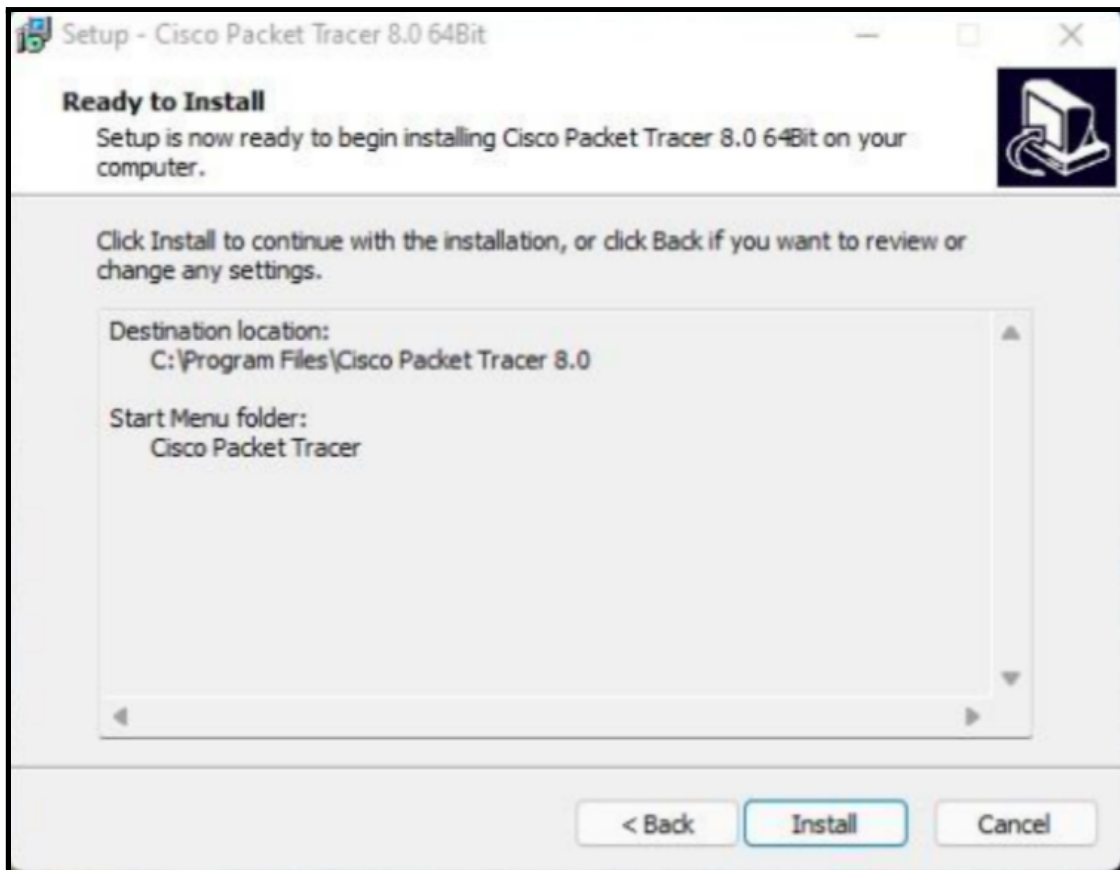 Setup - Cisco Packet Tracer 8.0 64Bit
Ready to Install
Setup is now ready to begin installing Cisco Packet Tracer 8.0 64Bit on your
computer.
Click Install to continue with the installation, or click Back if you want to review or
change any settings.
Destination location:
C:\Program Files\Cisco Packet Tracer 8.0
Start Menu folder:
Cisco Packet Tracer
< Back
Install
Cancel